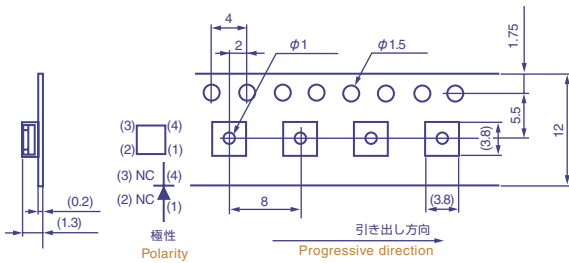 4
2
φ1
φ1.5
1.75
5.5
12
(3.8)
(3) (4)
(2) (1)
(3) NC (4)
(2) NC (1)
(0.2)
(1.3)
8
(3.8)
極性
Polarity
引き出し方向
Progressive direction